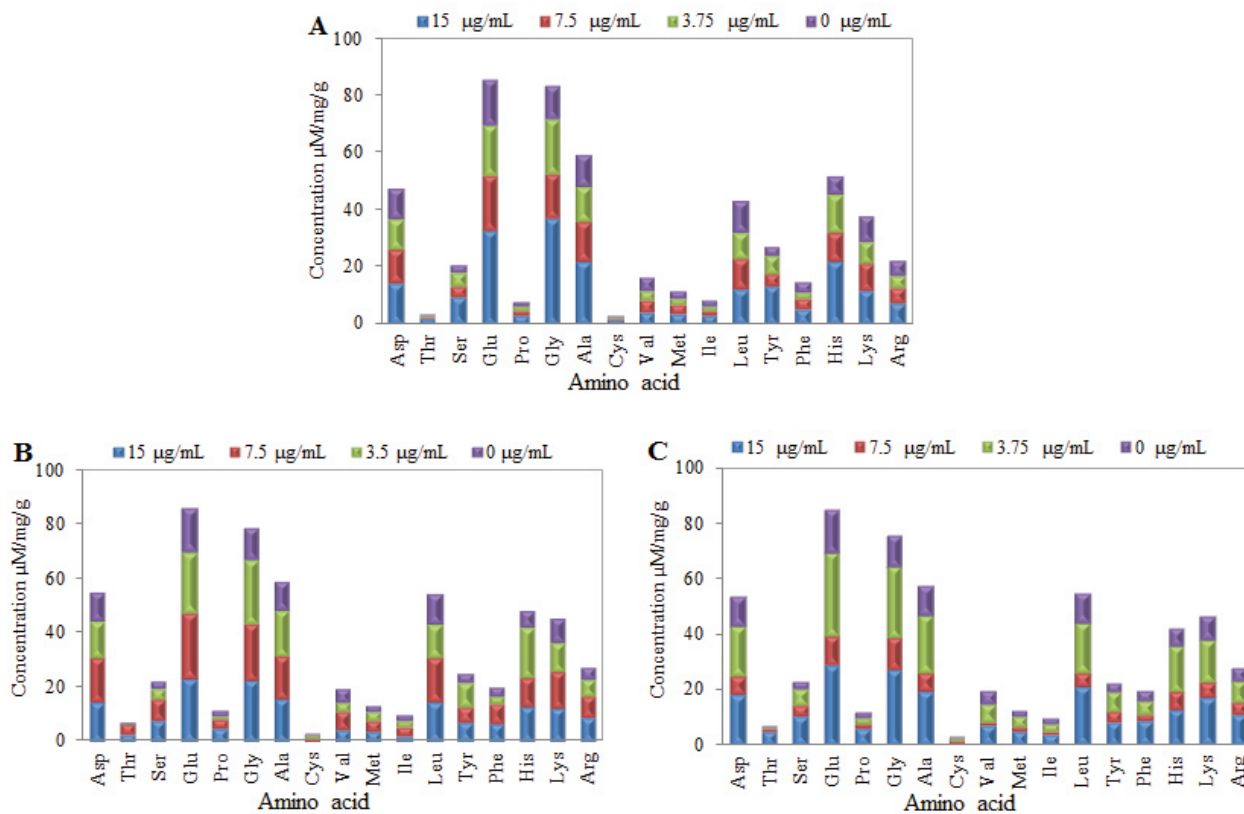 A
15 µg/mL 7.5 µg/mL 3.75 µg/mL 0 µg/mL
Concentration µM/mg/g
100
80
60
40
20
0
Asp Thr Ser Glu Pro Gly Ala Cys Val Met Ile Leu Tyr Phe His Lys Arg
Amino acid
B
15 µg/mL 7.5 µg/mL 3.5 µg/mL 0 µg/mL
Concentration µM/mg/g
100
80
60
40
20
0
Asp Thr Ser Glu Pro Gly Ala Cys Val Met Ile Leu Tyr Phe His Lys Arg
Amino acid
C
15 µg/mL 7.5 µg/mL 3.75 µg/mL 0 µg/mL
Concentration µM/mg/g
100
80
60
40
20
0
Asp Thr Ser Glu Pro Gly Ala Cys Val Met Ile Leu Tyr Phe His Lys Arg
Amino acid